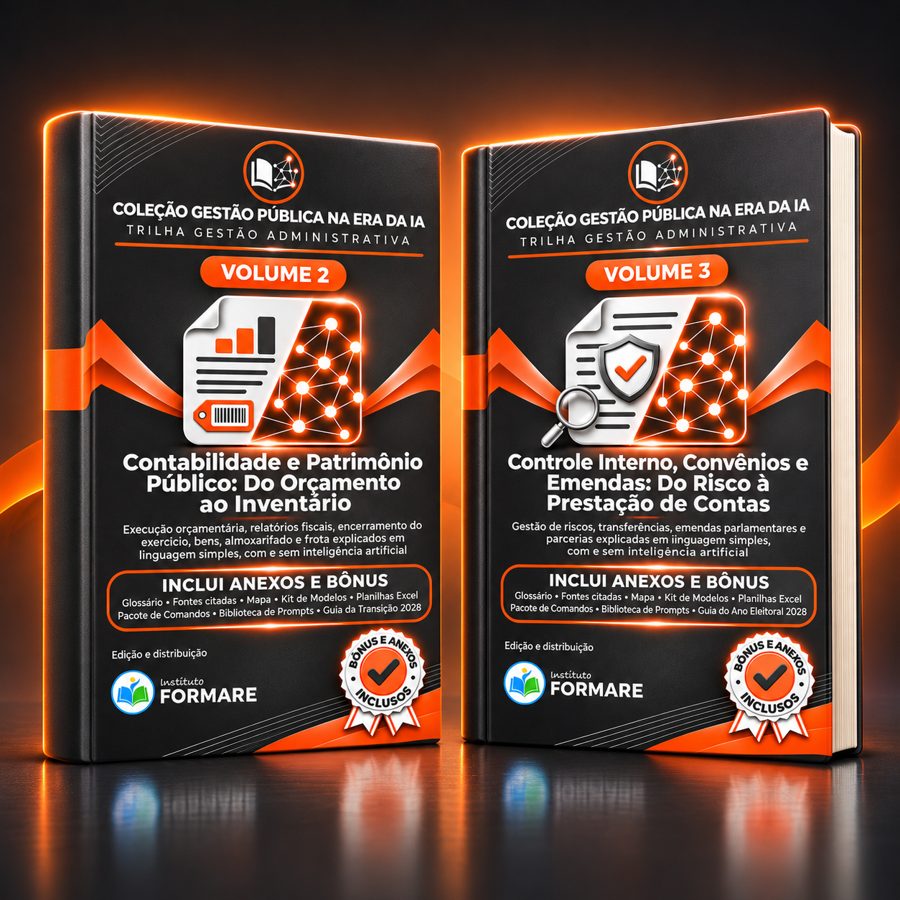 COLEÇÃO GESTÃO PÚBLICA NA ERA DA IA
TRILHA GESTÃO ADMINISTRATIVA
VOLUME 2
Contabilidade e Patrimônio
Público: Do Orçamento
ao Inventário
Execução orçamentária, relatórios fiscais, encerramento do
exercício, bens, almoxarifado e frota explicados em
linguagem simples, com e sem inteligência artificial
INCLUI ANEXOS E BÔNUS
Glossário • Fontes citadas • Mapa • Kit de Modelos • Planilhas Excel
Pacote de Comandos • Biblioteca de Prompts • Guia da Transição 2028
Edição e distribuição
Instituto
FORMARE
BÔNUS E ANEXOS
INCLUSOS
COLEÇÃO GESTÃO PÚBLICA NA ERA DA IA
TRILHA GESTÃO ADMINISTRATIVA
VOLUME 3
Controle Interno, Convênios e
Emendas: Do Risco à
Prestação de Contas
Gestão de riscos, transferências, emendas parlamentares e
parcerias explicadas em linguagem simples,
com e sem inteligência artificial
INCLUI ANEXOS E BÔNUS
Glossário • Fontes citadas • Mapa • Kit de Modelos • Planilhas Excel
Pacote de Comandos • Biblioteca de Prompts • Guia do Ano Eleitoral 2028
Edição e distribuição
Instituto
FORMARE
BÔNUS E ANEXOS
INCLUSOS